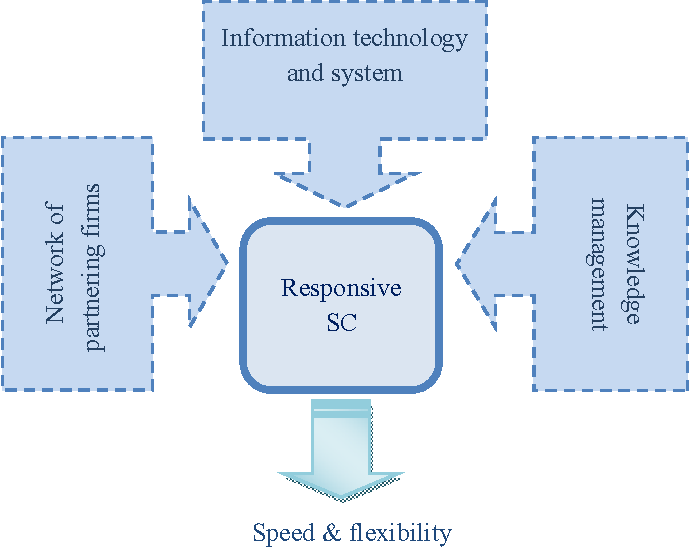 Information technology
and system
Network of
partnering firms
Knowledge
management
Responsive
SC
Speed & flexibility